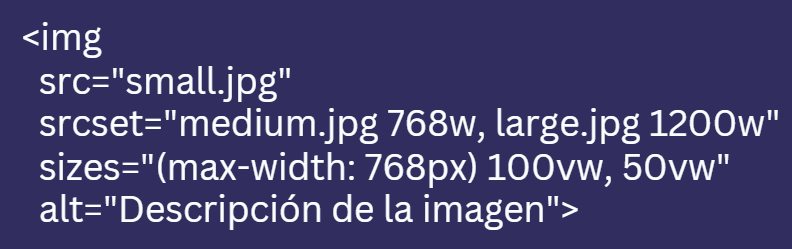 <img
src="small.jpg"
srcset="medium.jpg 768w, large.jpg 1200w"
sizes="(max-width: 768px) 100vw, 50vw"
alt="Descripción de la imagen">